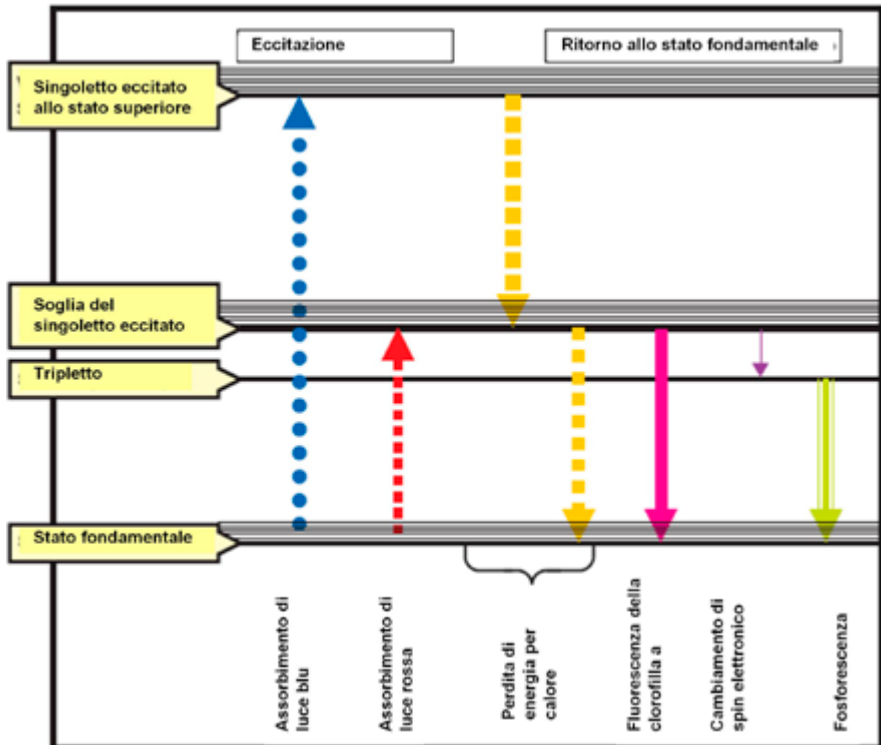 Eccitazione
Ritorno allo stato fondamentale
Singoletto eccitato
allo stato superiore
Soglia del
singoletto eccitato
Tripletto
Stato fondamentale
Assorbimento di
luce blu
Assorbimento di
luce rossa
Perdita di
energia per
calore
Fluorescenza della
clorofilla a
Cambiamento di
spin elettronico
Fosforescenza